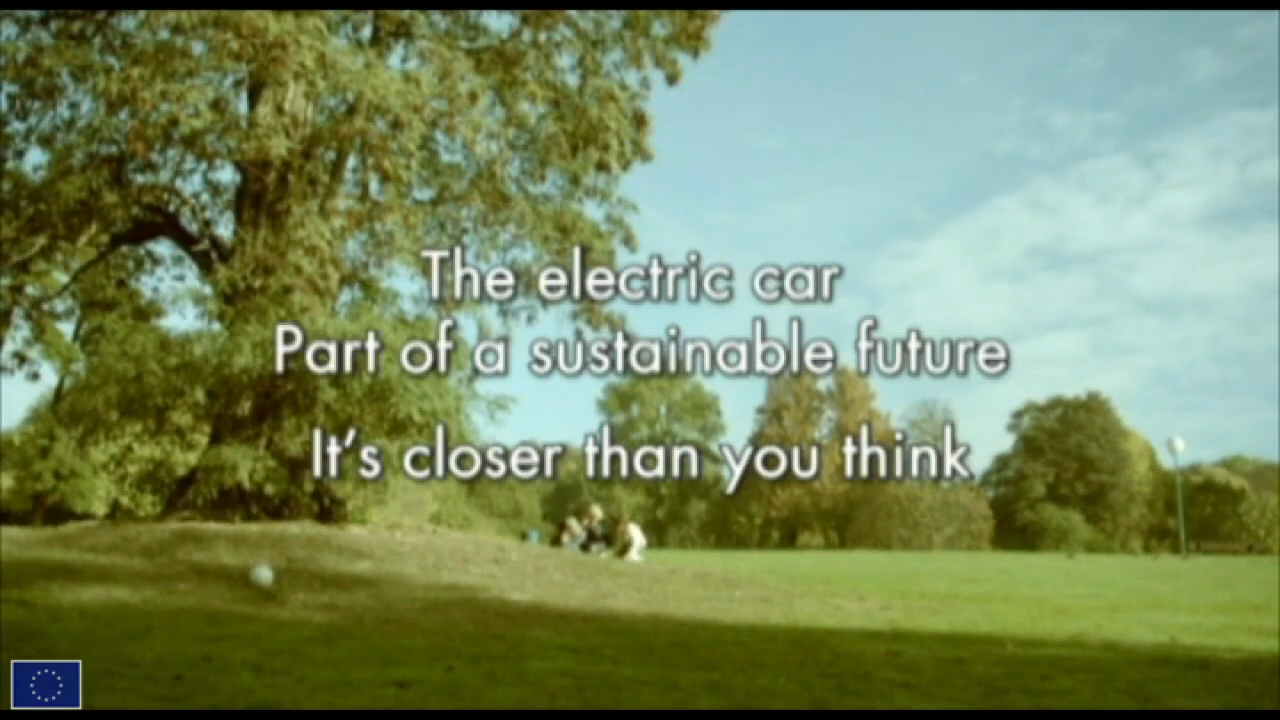 The electric car
Part of a sustainable future
It's closer than you think